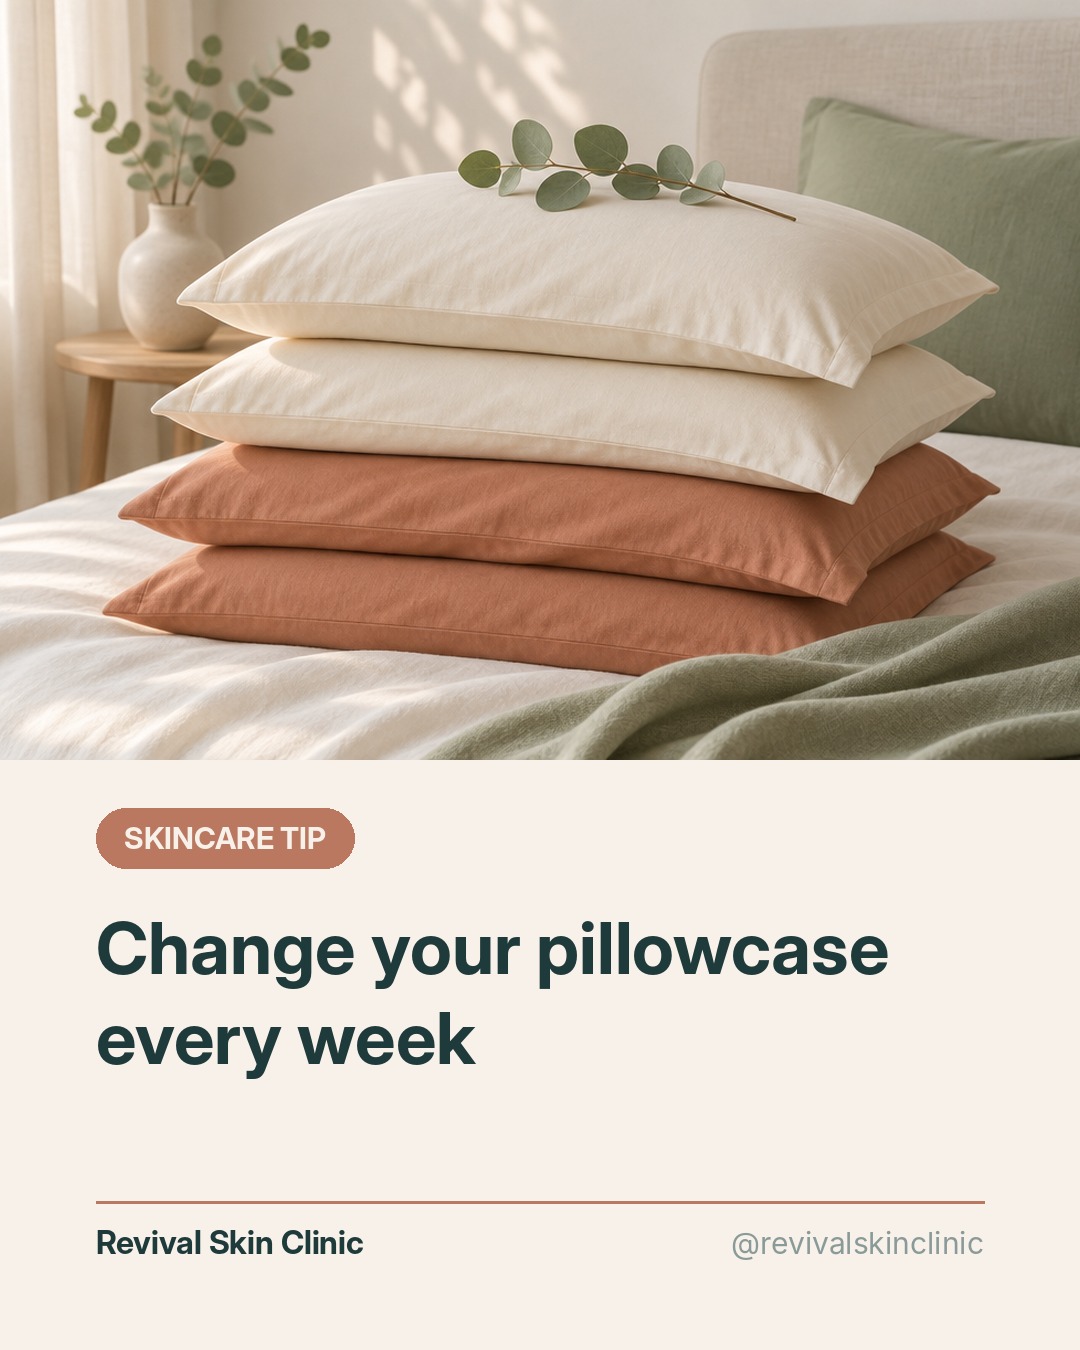 SKINCARE TIP
Change your pillowcase
every week
Revival Skin Clinic
@revivalskinclinic